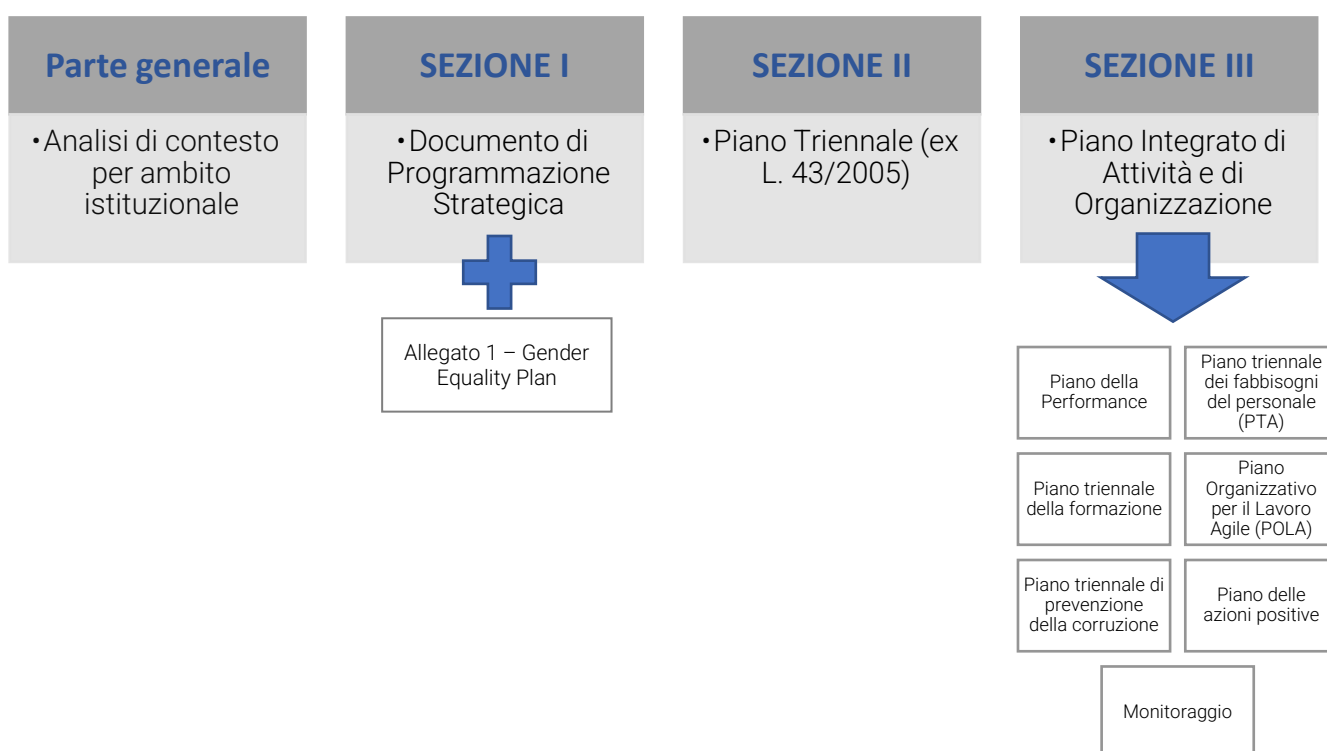 Parte generale
•Analisi di contesto
per ambito
istituzionale
SEZIONE I
•Documento di
Programmazione
Strategica
Allegato 1 – Gender
Equality Plan
SEZIONE II
•Piano Triennale (ex
L. 43/2005)
SEZIONE III
•Piano Integrato di
Attività e di
Organizzazione
Piano della
Performance
Piano triennale
dei fabbisogni
del personale
(PTA)
Piano triennale
della formazione
Piano
Organizzativo
per il Lavoro
Agile (POLA)
Piano triennale di
prevenzione
della corruzione
Piano delle
azioni positive
Monitoraggio